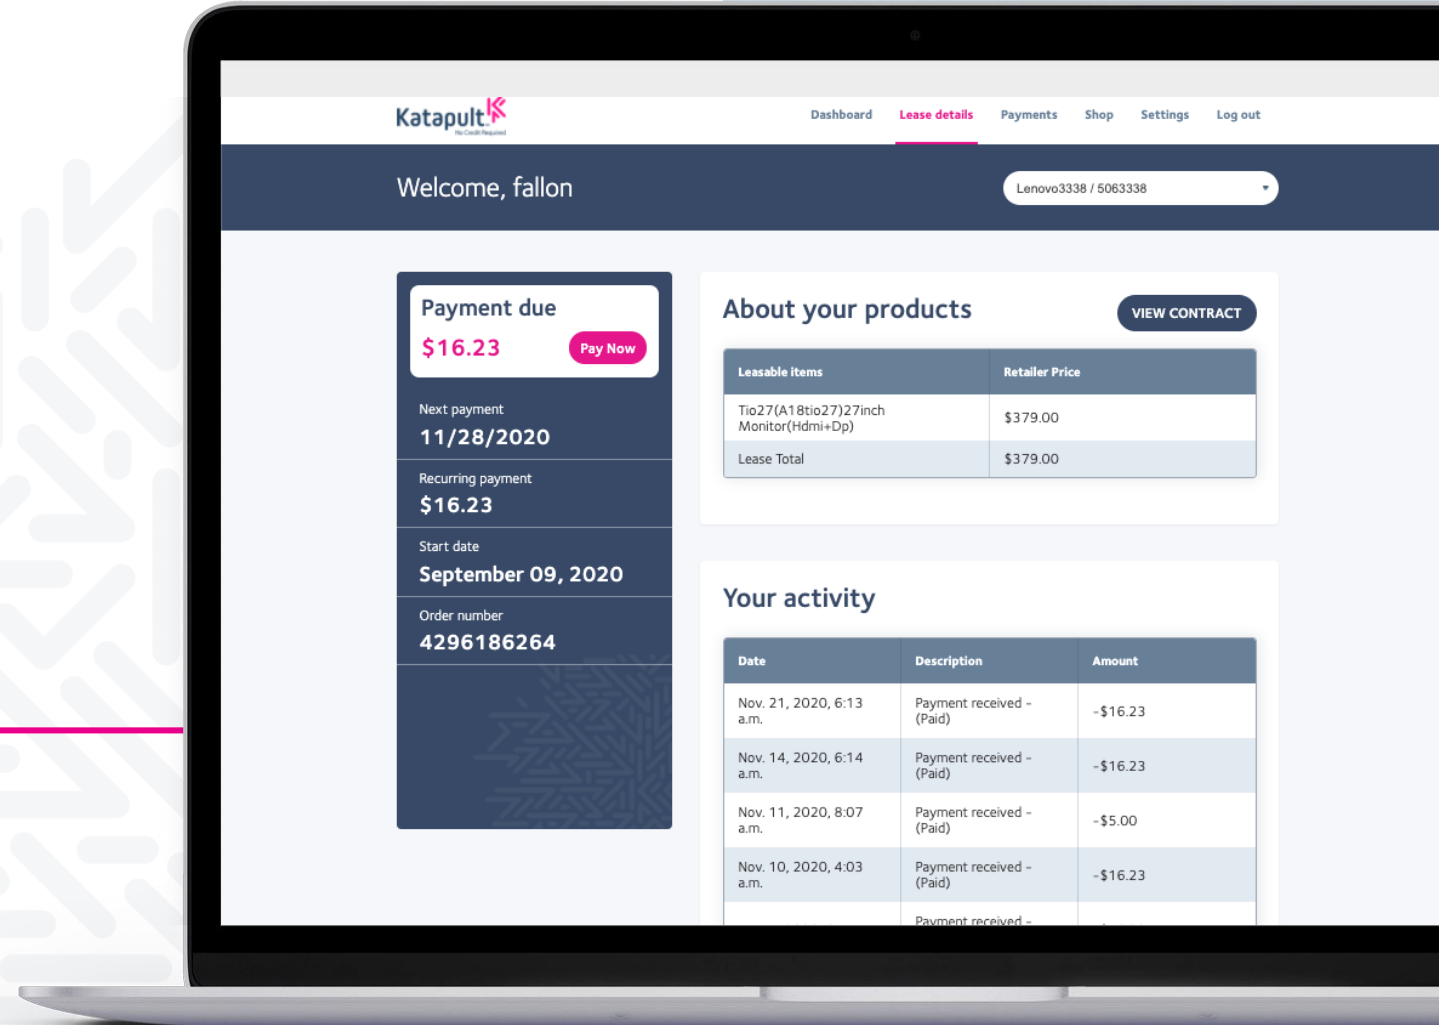 Katapult
No Credit Required
Dashboard
Lease details
Payments
Shop
Settings
Log out
Welcome, fallon
Lenovo3338 / 5063338
Payment due
$16.23
Pay Now
Next payment
11/28/2020
Recurring payment
$16.23
Start date
September 09, 2020
Order number
4296186264
About your products
VIEW CONTRACT
Leasable items
Retailer Price
Tio27(A18tio27)27inch
Monitor(Hdmi+Dp)
$379.00
Lease Total
$379.00
Your activity
Date
Description
Amount
Nov. 21, 2020, 6:13
a.m.
Payment received -
(Paid)
-$16.23
Nov. 14, 2020, 6:14
a.m.
Payment received -
(Paid)
-$16.23
Nov. 11, 2020, 8:07
a.m.
Payment received -
(Paid)
-$5.00
Nov. 10, 2020, 4:03
a.m.
Payment received -
(Paid)
-$16.23
Payment received -